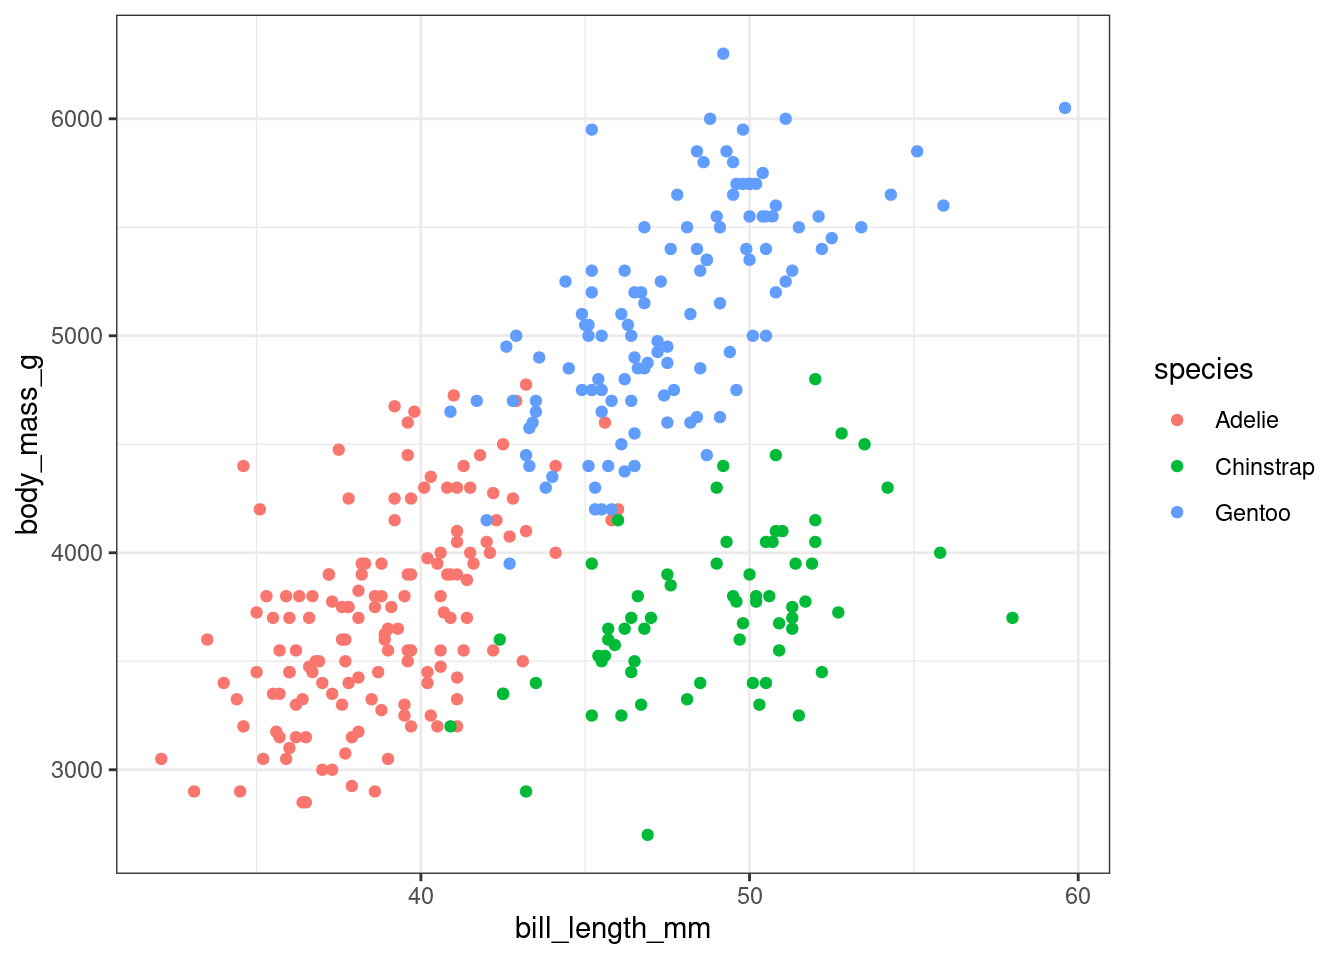 6000
5000
4000
3000
body_mass_g
40 50 60
bill_length_mm
species
Adelie
Chinstrap
Gentoo